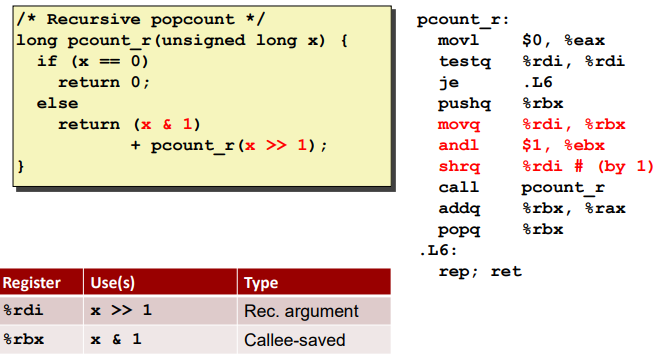 /* Recursive popcount */
long pcount_r(unsigned long x) {
  if (x == 0)
    return 0;
  else
    return (x & 1)
           + pcount_r(x >> 1);
}
pcount_r:
  movl    $0, %eax
  testq   %rdi, %rdi
  je      .L6
  pushq   %rbx
  movq    %rdi, %rbx
  andl    $1, %ebx
  shrq    %rdi # (by 1)
  call    pcount_r
  addq    %rbx, %rax
  popq    %rbx
.L6:
  rep; ret
Register Use(s) Type
%rdi x >> 1 Rec. argument
%rbx x & 1 Callee-saved